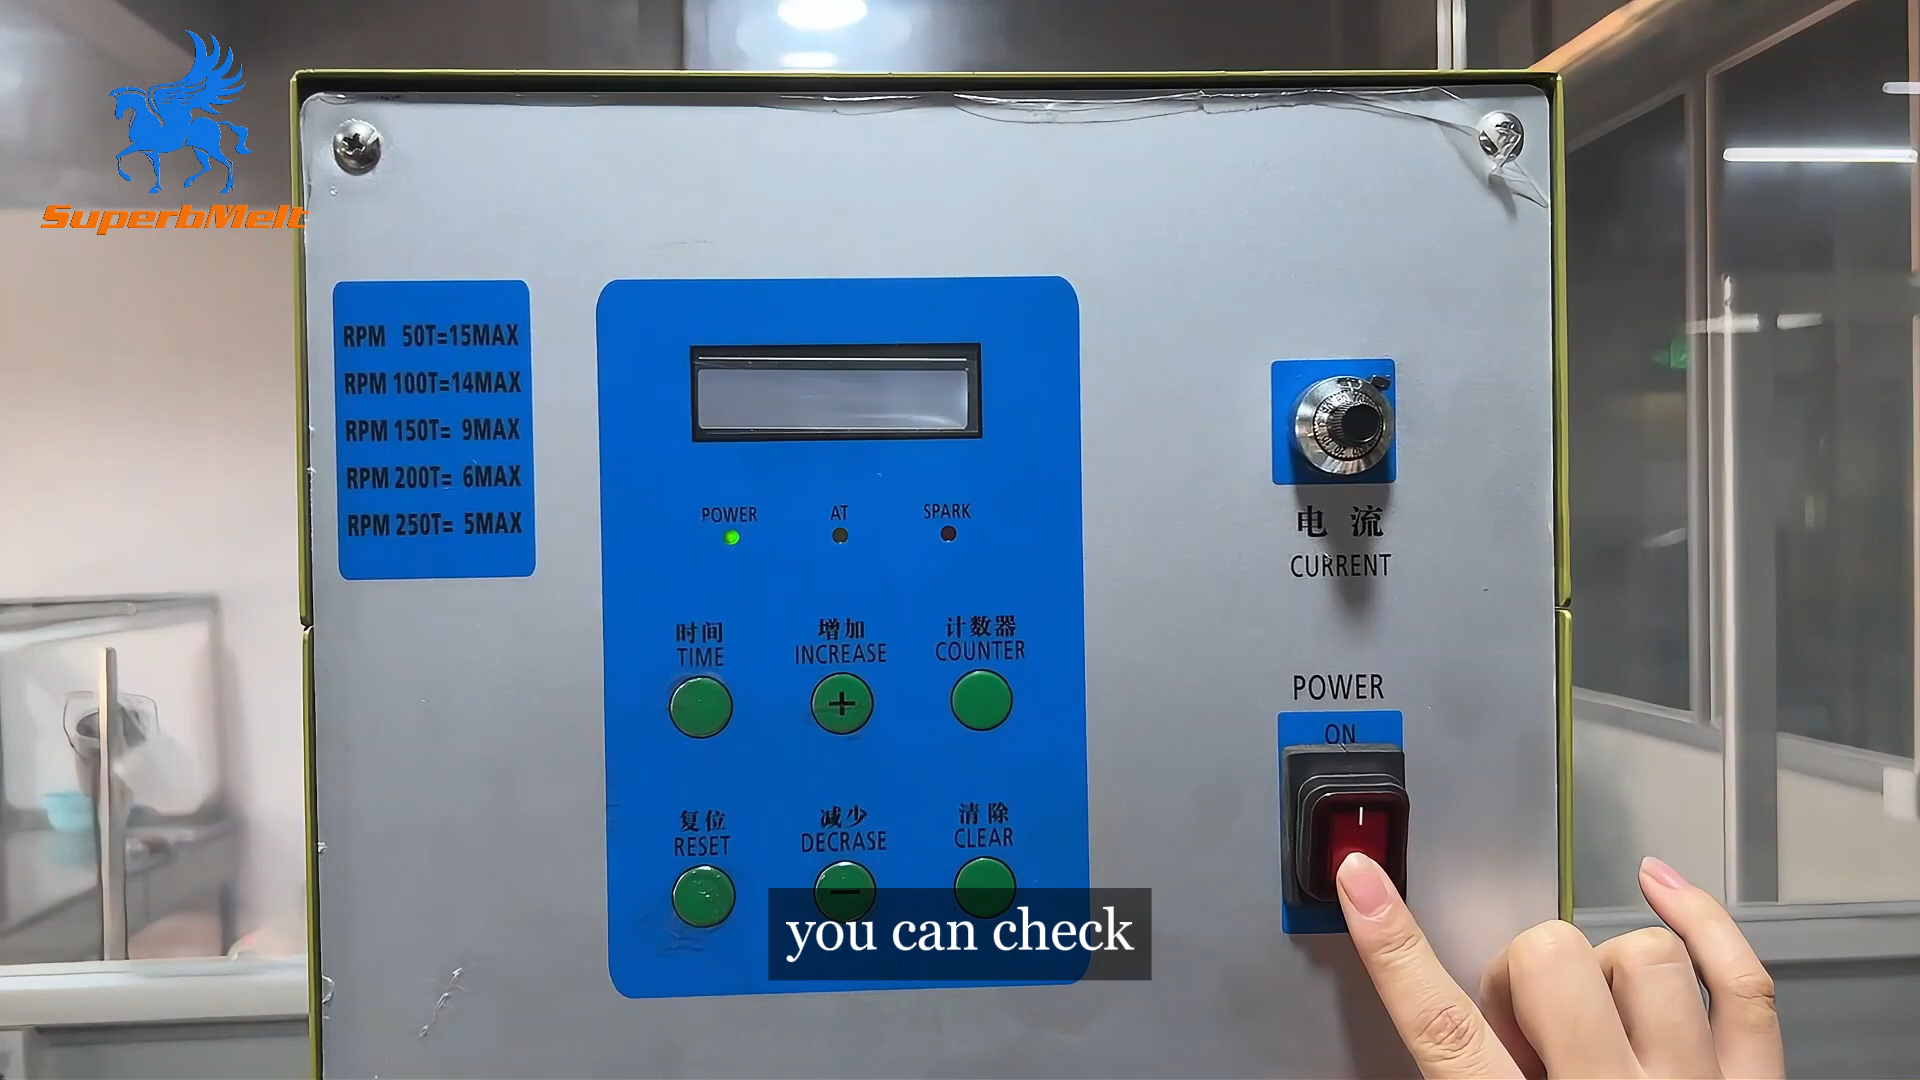 SuperbMelt
RPM 50T=15MAX
RPM 100T=14MAX
RPM 150T= 9MAX
RPM 200T= 6MAX
RPM 250T= 5MAX
POWER AT SPARK
时间 增加 计数器
TIME INCREASE COUNTER
+
复位 减少 清除
RESET DECRASE CLEAR
−
电流
CURRENT
POWER
ON
you can check